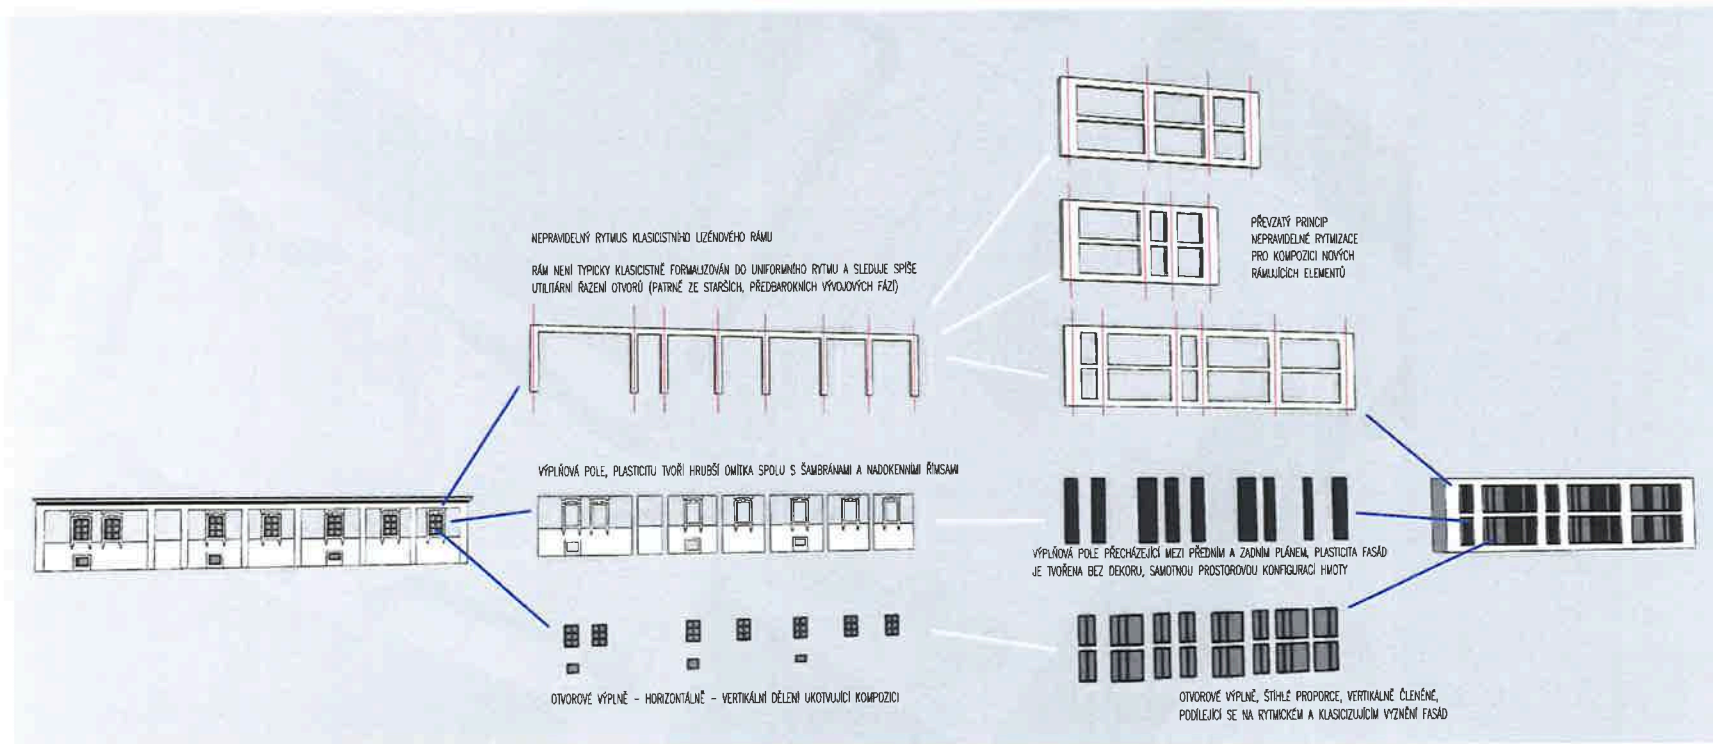 NEPRAVIDELNÝ RYTMUS KLASICISTNÍHO LIZÉNOVÉHO RÁMU
RÁM NENÍ TYPICKY KLASICISTNĚ FORMALIZOVÁN DO UNIFORMNÍHO RYTMU A SLEDUJE SPÍŠE
UTILITÁRNÍ ŘAZENÍ OTVORŮ (PATRNÉ ZE STARŠÍCH, PŘEDBAROKNÍCH VÝVOJOVÝCH FÁZÍ)
PŘEVZATÝ PRINCIP
NEPRAVIDELNÉ RYTMIZACE
PRO KOMPOZICI NOVÝCH
RÁMUJÍCÍCH ELEMENTŮ
VÝPLŇOVÁ POLE, PLASTICITU TVOŘÍ HRUBŠÍ OMÍTKA SPOLU S ŠAMBRÁNAMI A NADOKENNÍMI ŘÍMSAMI
VÝPLŇOVÁ POLE PŘECHÁZEJÍCÍ MEZI PŘEDNÍM A ZADNÍM PLÁNEM, PLASTICITA FASÁD
JE TVOŘENA BEZ DEKORU, SAMOTNOU PROSTOROVOU KONFIGURACÍ HMOTY
OTVOROVÉ VÝPLNĚ - HORIZONTÁLNĚ - VERTIKÁLNÍ DĚLENÍ UKOTVUJÍCÍ KOMPOZICI
OTVOROVÉ VÝPLNĚ, ŠTÍHLÉ PROPORCE, VERTIKÁLNĚ ČLENĚNÉ,
PODÍLEJÍCÍ SE NA RYTMICKÉM A KLASICIZUJÍCÍM VYZNĚNÍ FASÁD